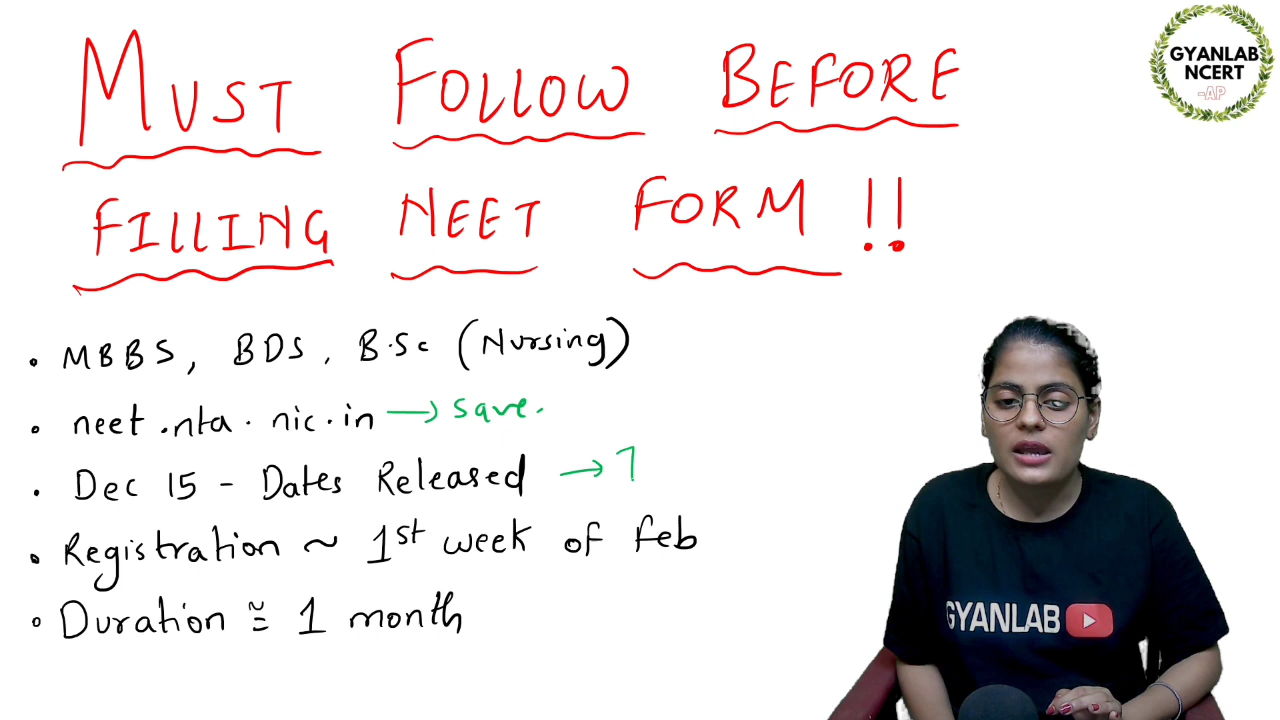 MUST FOLLOW BEFORE
FILLING NEET FORM !!
• MBBS, BDS, B.Sc (Nursing)
• neet.nta.nic.in → save.
• Dec 15 - Dates Released → 7
• Registration ~ 1st week of feb
• Duration ≅ 1 month
GYANLAB
NCERT
-AP
GYANLAB